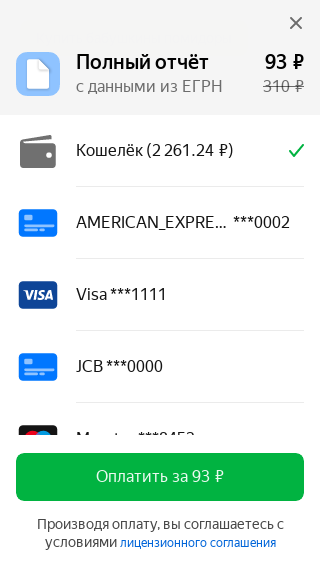 Полный отчёт 93 ₽
с данными из ЕГРН 310 ₽
Кошелёк (2 261.24 ₽)
AMERICAN_EXPRE... ***0002
VISA Visa ***1111
JCB ***0000
Оплатить за 93 ₽
Производя оплату, вы соглашаетесь с
условиями лицензионного соглашения